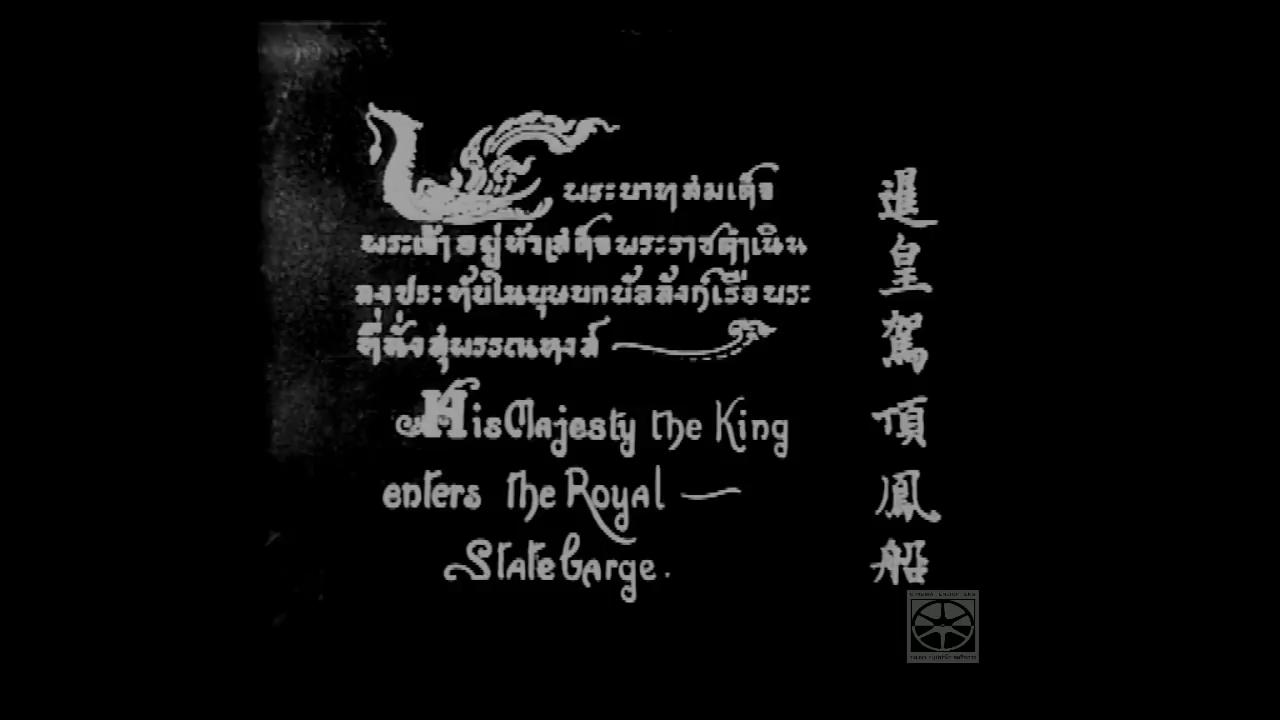 พระบาทสมเด็จ
พระเจ้าอยู่หัวเสด็จพระราชดำเนิน
ลงประทับในบุษบกบัลลังก์เรือพระ
ที่นั่งสุพรรณหงส์
His Majesty the King
enters the Royal —
State barge.
暹皇駕頂鳳船